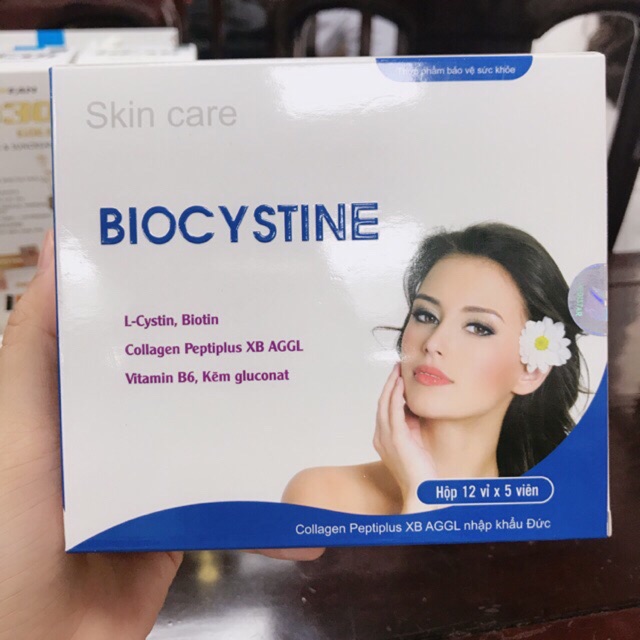 phẩm bảo vệ sức khỏe
Skin care
BIOCYSTINE
L-Cystin, Biotin
Collagen Peptiplus XB AGGL
Vitamin B6, Kẽm gluconat
Hộp 12 vỉ x 5 viên
Collagen Peptiplus XB AGGL nhập khẩu Đức